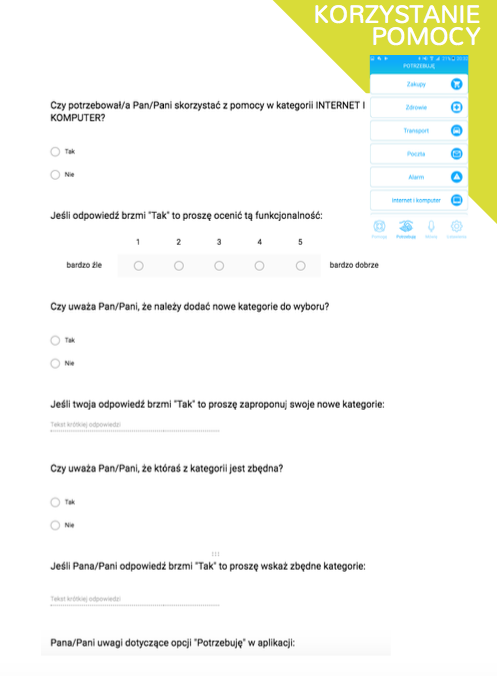 KORZYSTANIE
POMOCY
POTRZEBUJĘ
Zakupy
Zdrowie
Transport
Poczta
Alarm
Internet i komputer
Potrzebuję
Czy potrzebował/a Pan/Pani skorzystać z pomocy w kategorii INTERNET I
KOMPUTER?
Tak
Nie
Jeśli odpowiedź brzmi "Tak" to proszę ocenić tą funkcjonalność:
1 2 3 4 5
bardzo źle bardzo dobrze
Czy uważa Pan/Pani, że należy dodać nowe kategorie do wyboru?
Tak
Nie
Jeśli twoja odpowiedź brzmi "Tak" to proszę zaproponuj swoje nowe kategorie:
Tekst krótkiej odpowiedzi
Czy uważa Pan/Pani, że któraś z kategorii jest zbędna?
Tak
Nie
Jeśli Pana/Pani odpowiedź brzmi "Tak" to proszę wskaż zbędne kategorie:
Tekst krótkiej odpowiedzi
Pana/Pani uwagi dotyczące opcji "Potrzebuję" w aplikacji: